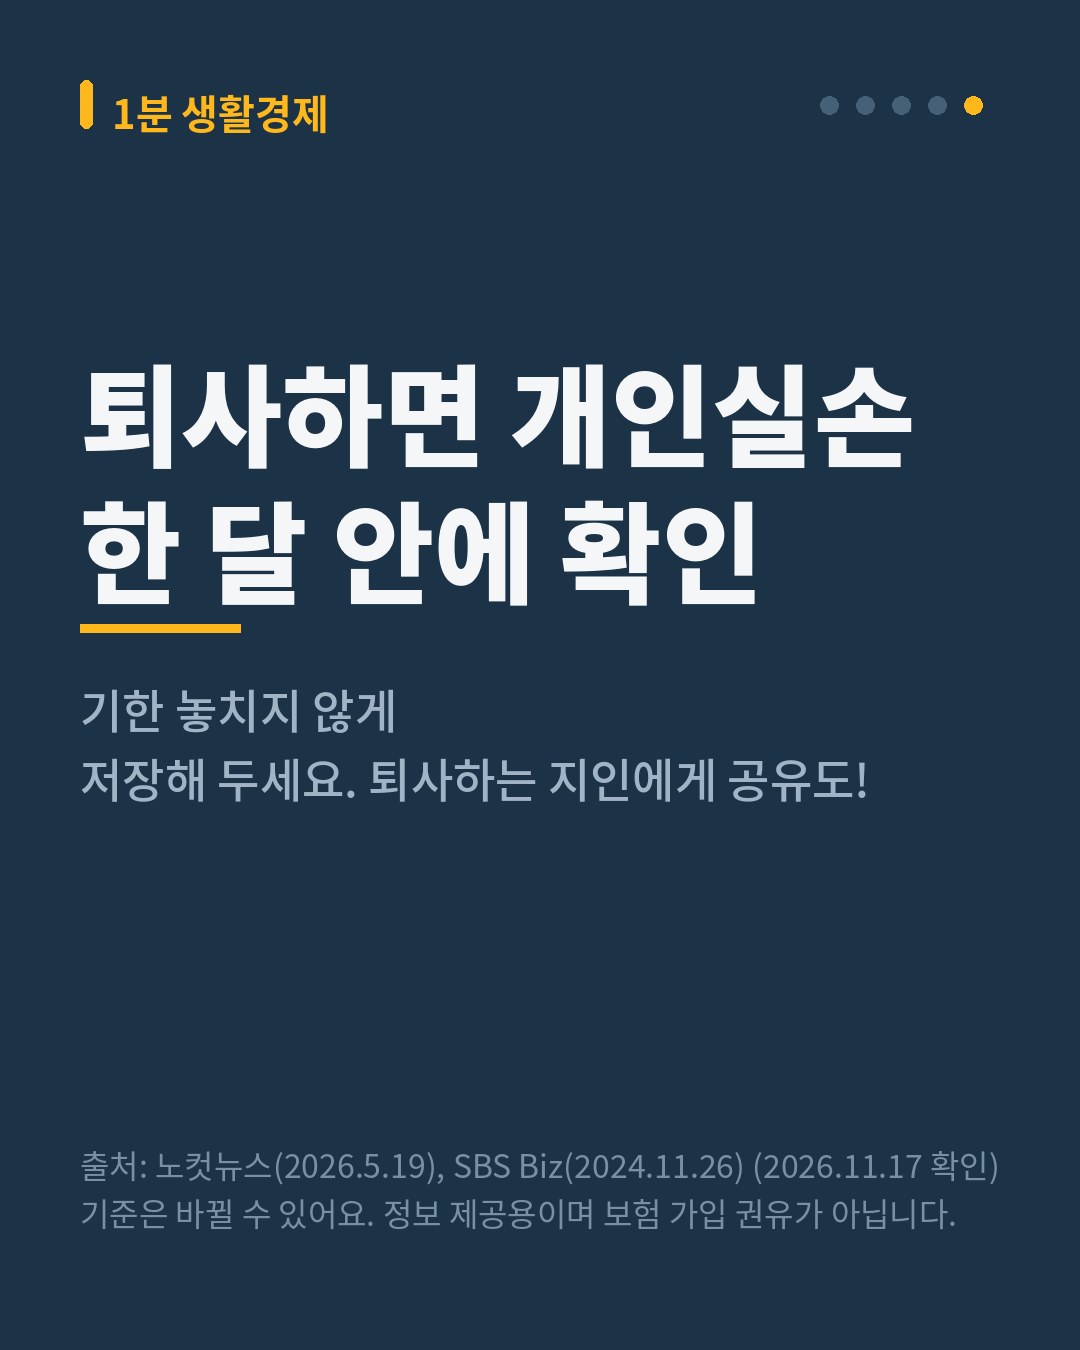 1분 생활경제
퇴사하면 개인실손
한 달 안에 확인
기한 놓치지 않게
저장해 두세요. 퇴사하는 지인에게 공유도!
출처: 노컷뉴스(2026.5.19), SBS Biz(2024.11.26) (2026.11.17 확인)
기준은 바뀔 수 있어요. 정보 제공용이며 보험 가입 권유가 아닙니다.